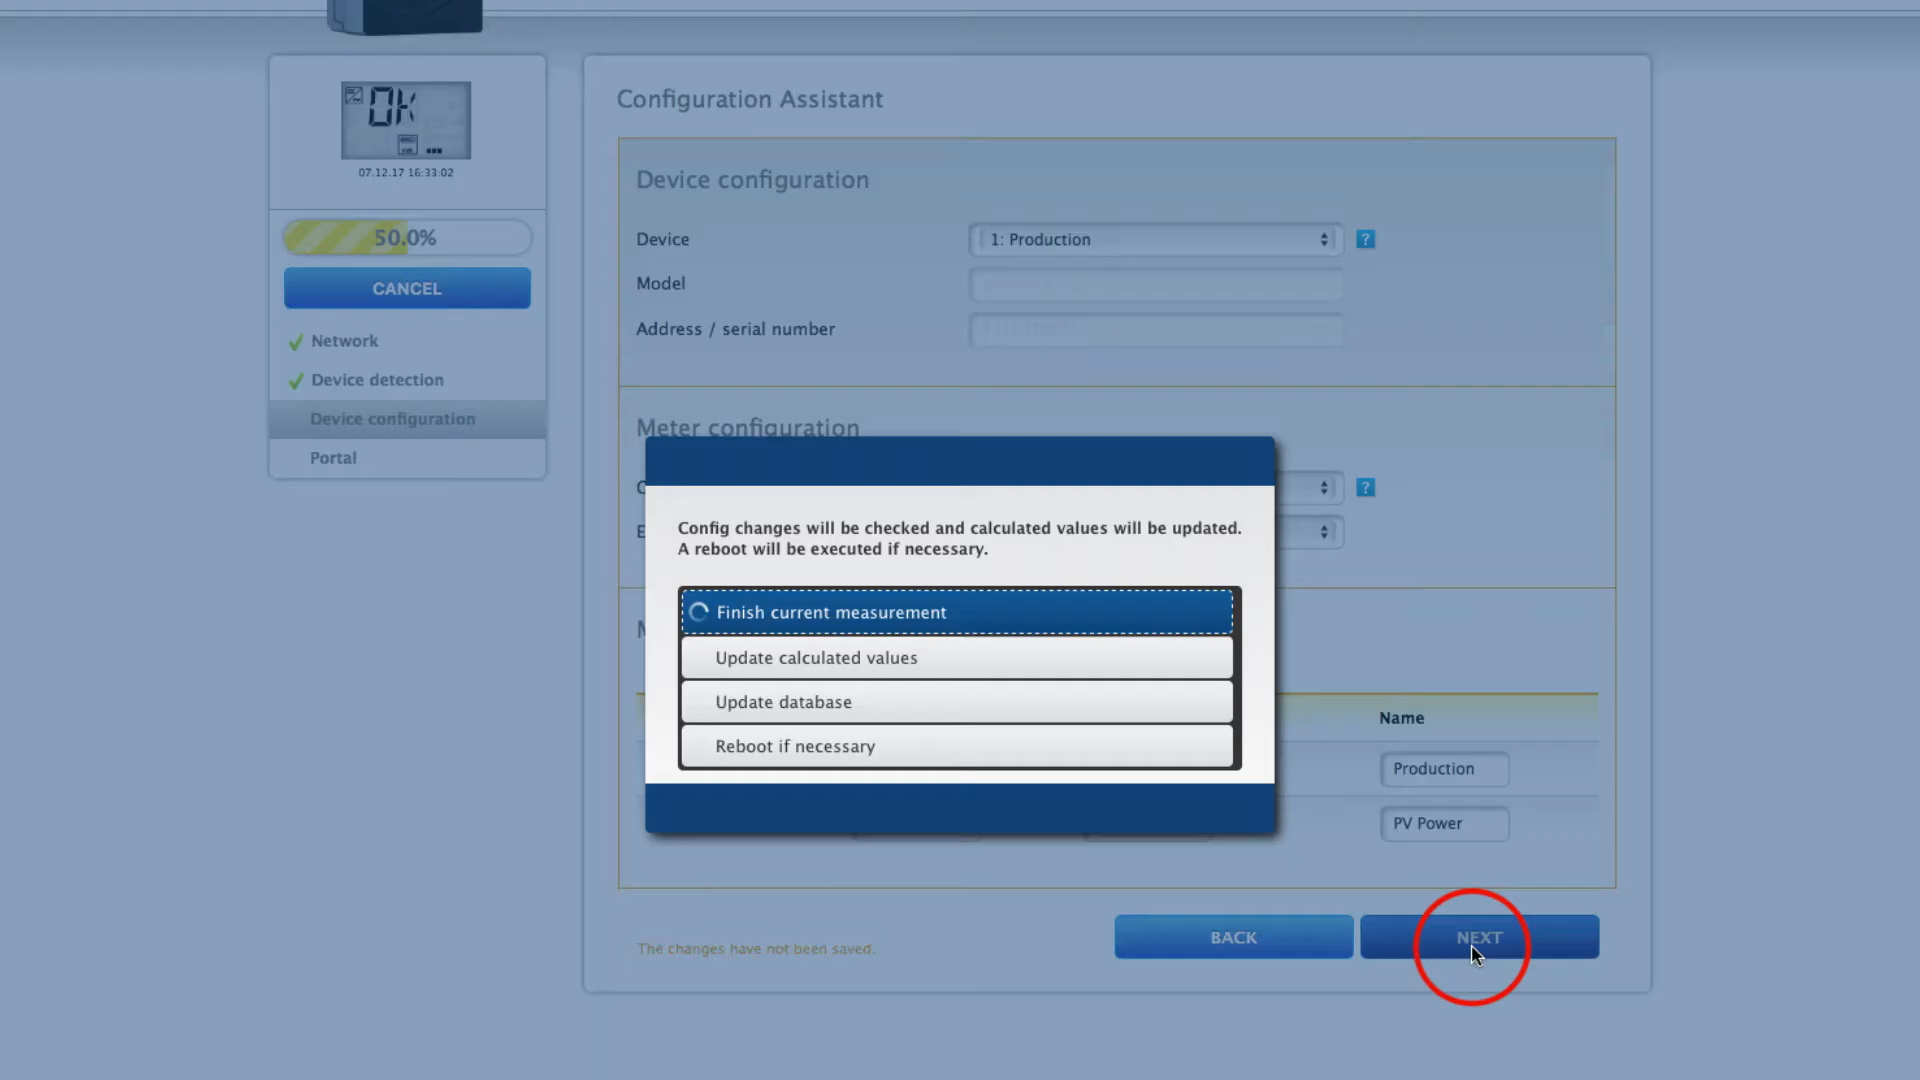 OK
07.12.17 16:33:02
50.0%
CANCEL
Network
Device detection
Device configuration
Portal
Configuration Assistant
Device configuration
Device
1: Production
?
Model
Address / serial number
Meter configuration
?
Config changes will be checked and calculated values will be updated.
A reboot will be executed if necessary.
Finish current measurement
Update calculated values
Update database
Reboot if necessary
Name
Production
PV Power
The changes have not been saved.
BACK
NEXT